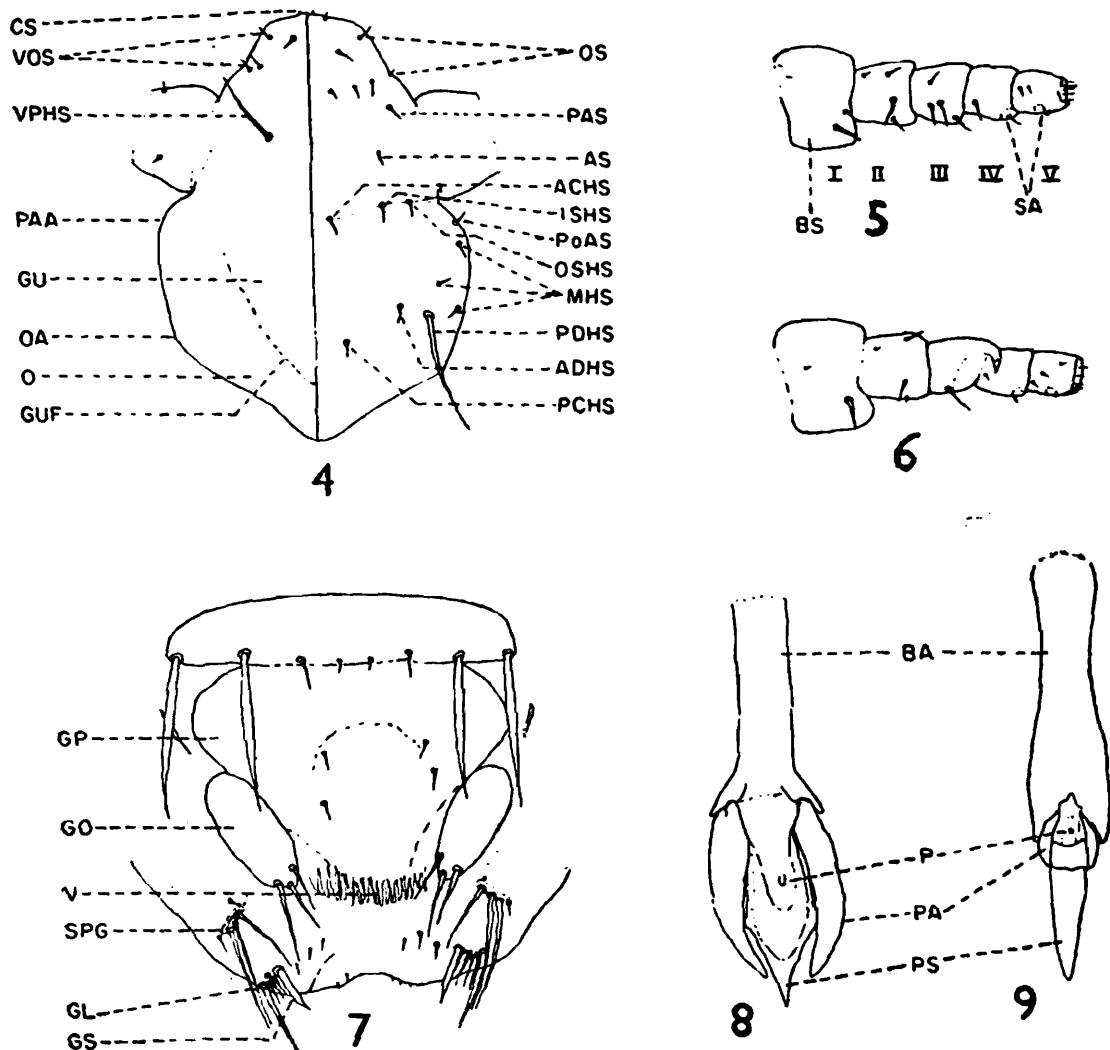 CS
VOS
VPHS
PAA
GU
OA
O
GUF
OS
PAS
AS
ACHS
ISHS
PoAS
OSHS
MHS
PDHS
ADHS
PCHS
4
I II III IV V
BS
SA
5
6
GP
GO
V
SPG
GL
GS
7
BA
P
PA
PS
8
9